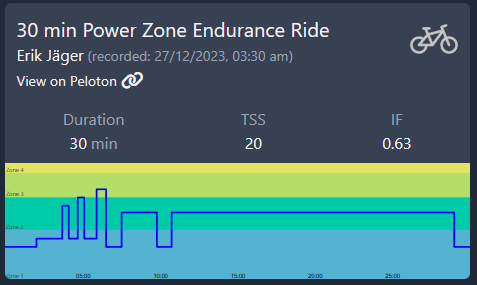 30 min Power Zone Endurance Ride
Erik Jäger (recorded: 27/12/2023, 03:30 am)
View on Peloton
Duration TSS IF
30 min 20 0.63
Zone 4
Zone 3
Zone 2
Zone 1 05:00 10:00 15:00 20:00 25:00